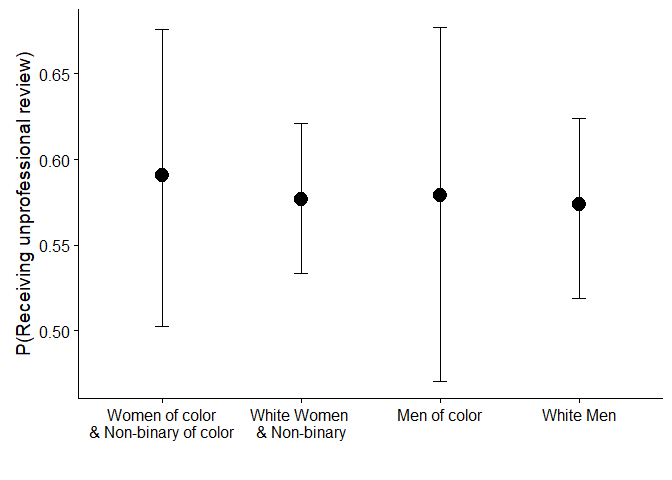 P(Receiving unprofessional review)
0.65
0.60
0.55
0.50
Women of color
& Non-binary of color
White Women
& Non-binary
Men of color
White Men